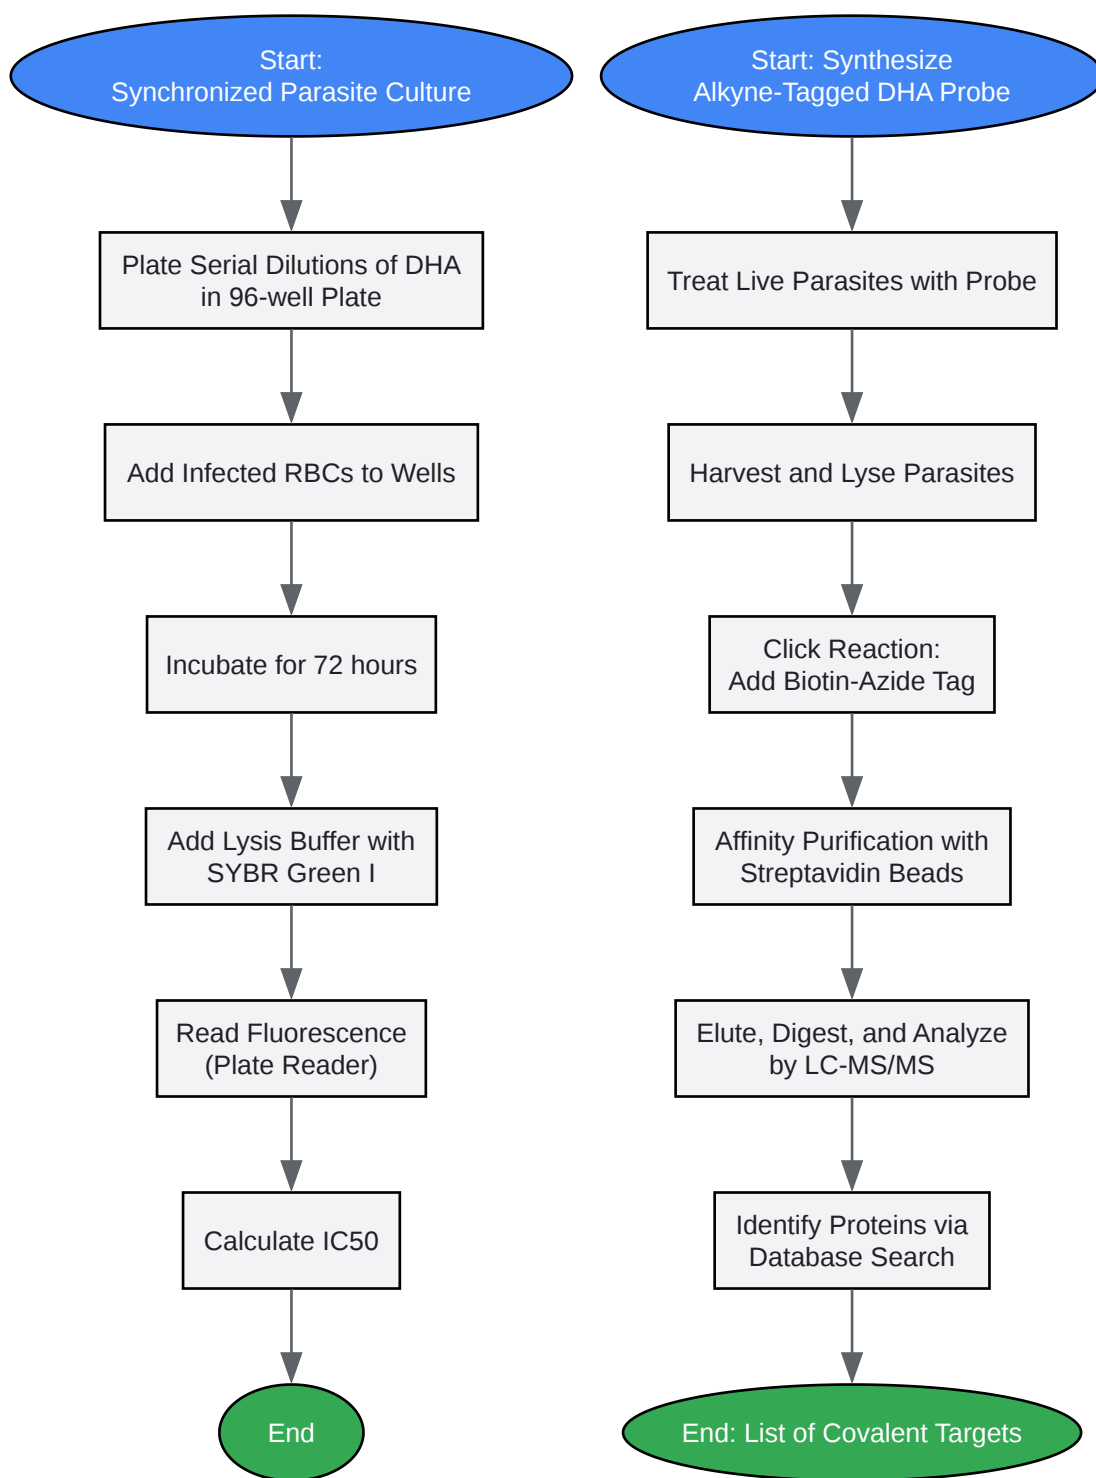 Start:
Synchronized Parasite Culture
Plate Serial Dilutions of DHA
in 96-well Plate
Add Infected RBCs to Wells
Incubate for 72 hours
Add Lysis Buffer with
SYBR Green I
Read Fluorescence
(Plate Reader)
Calculate IC50
End
Start: Synthesize
Alkyne-Tagged DHA Probe
Treat Live Parasites with Probe
Harvest and Lyse Parasites
Click Reaction:
Add Biotin-Azide Tag
Affinity Purification with
Streptavidin Beads
Elute, Digest, and Analyze
by LC-MS/MS
Identify Proteins via
Database Search
End: List of Covalent Targets